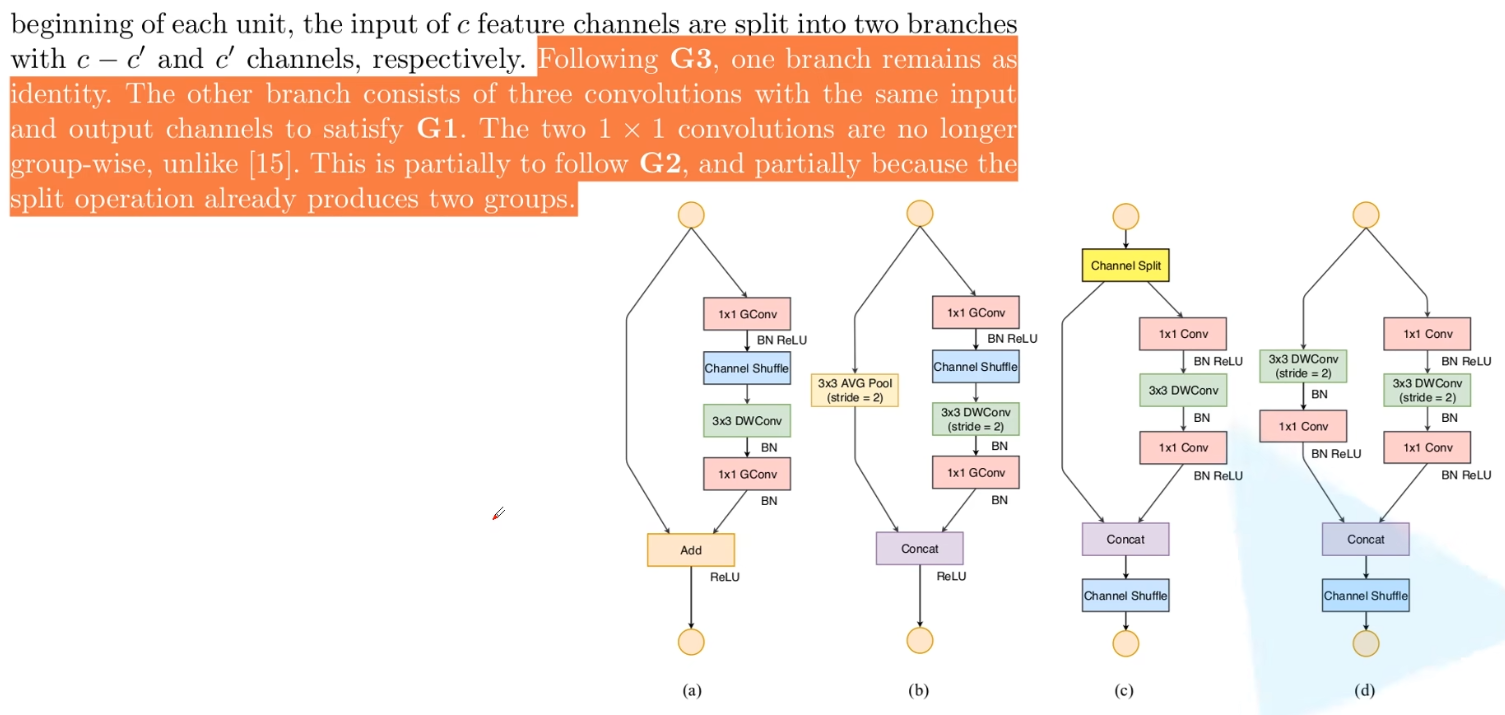 beginning of each unit, the input of c feature channels are split into two branches
with c − c′ and c′ channels, respectively. Following G3, one branch remains as
identity. The other branch consists of three convolutions with the same input
and output channels to satisfy G1. The two 1 × 1 convolutions are no longer
group-wise, unlike [15]. This is partially to follow G2, and partially because the
split operation already produces two groups.
1x1 GConv
BN ReLU
Channel Shuffle
3x3 DWConv
BN
1x1 GConv
BN
Add
ReLU
(a)
3x3 AVG Pool
(stride = 2)
1x1 GConv
BN ReLU
Channel Shuffle
3x3 DWConv
(stride = 2)
BN
1x1 GConv
BN
Concat
ReLU
(b)
Channel Split
1x1 Conv
BN ReLU
3x3 DWConv
BN
1x1 Conv
BN ReLU
Concat
Channel Shuffle
(c)
3x3 DWConv
(stride = 2)
BN
1x1 Conv
BN ReLU
1x1 Conv
BN ReLU
3x3 DWConv
(stride = 2)
BN
1x1 Conv
BN ReLU
Concat
Channel Shuffle
(d)